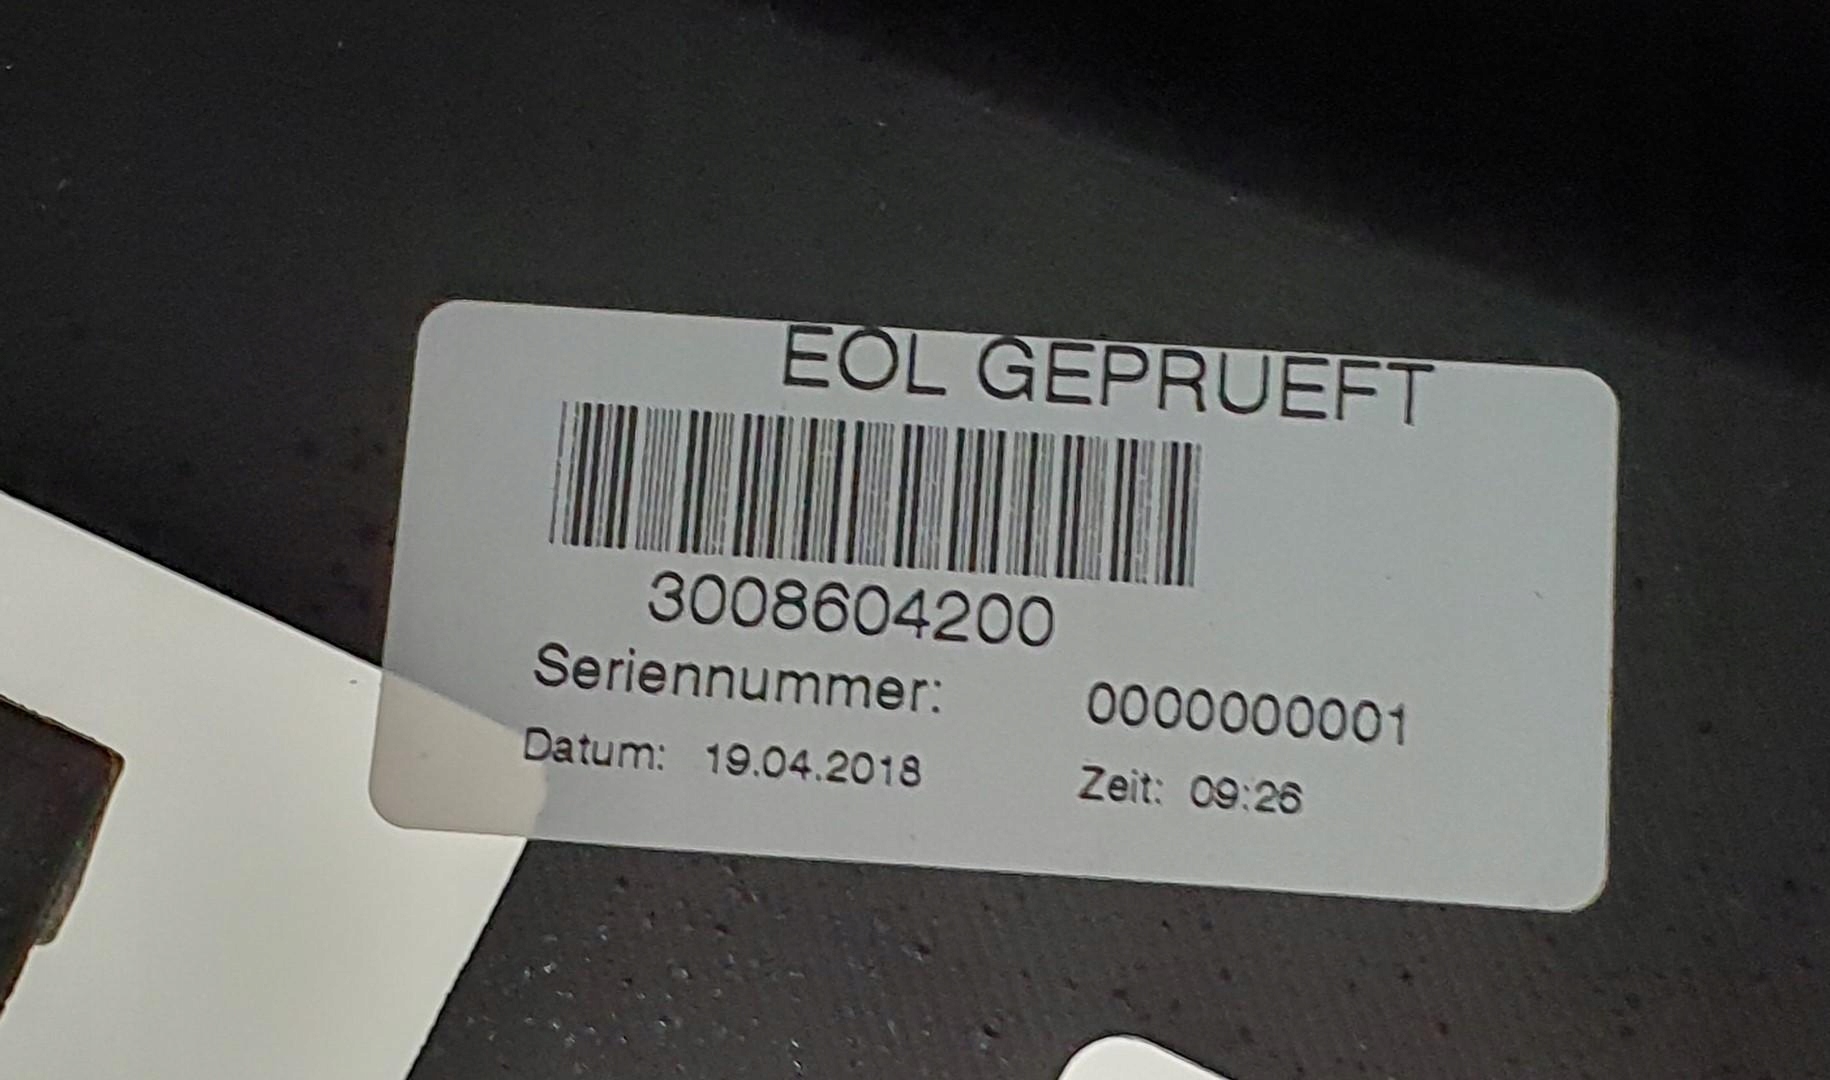 EOL GEPRUEFT
3008604200
Seriennummer: 0000000001
Datum: 19.04.2018 Zeit: 09:26